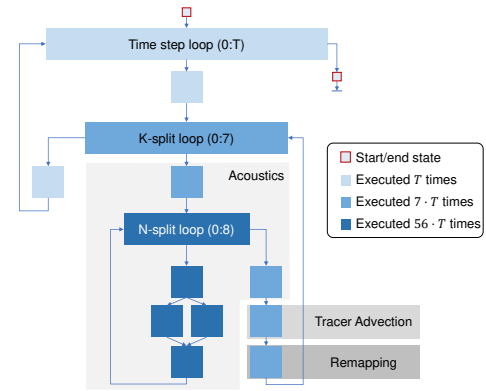 Time step loop (0:T)
K-split loop (0:7)
Acoustics
N-split loop (0:8)
Tracer Advection
Remapping
Start/end state
Executed T times
Executed 7 · T times
Executed 56 · T times